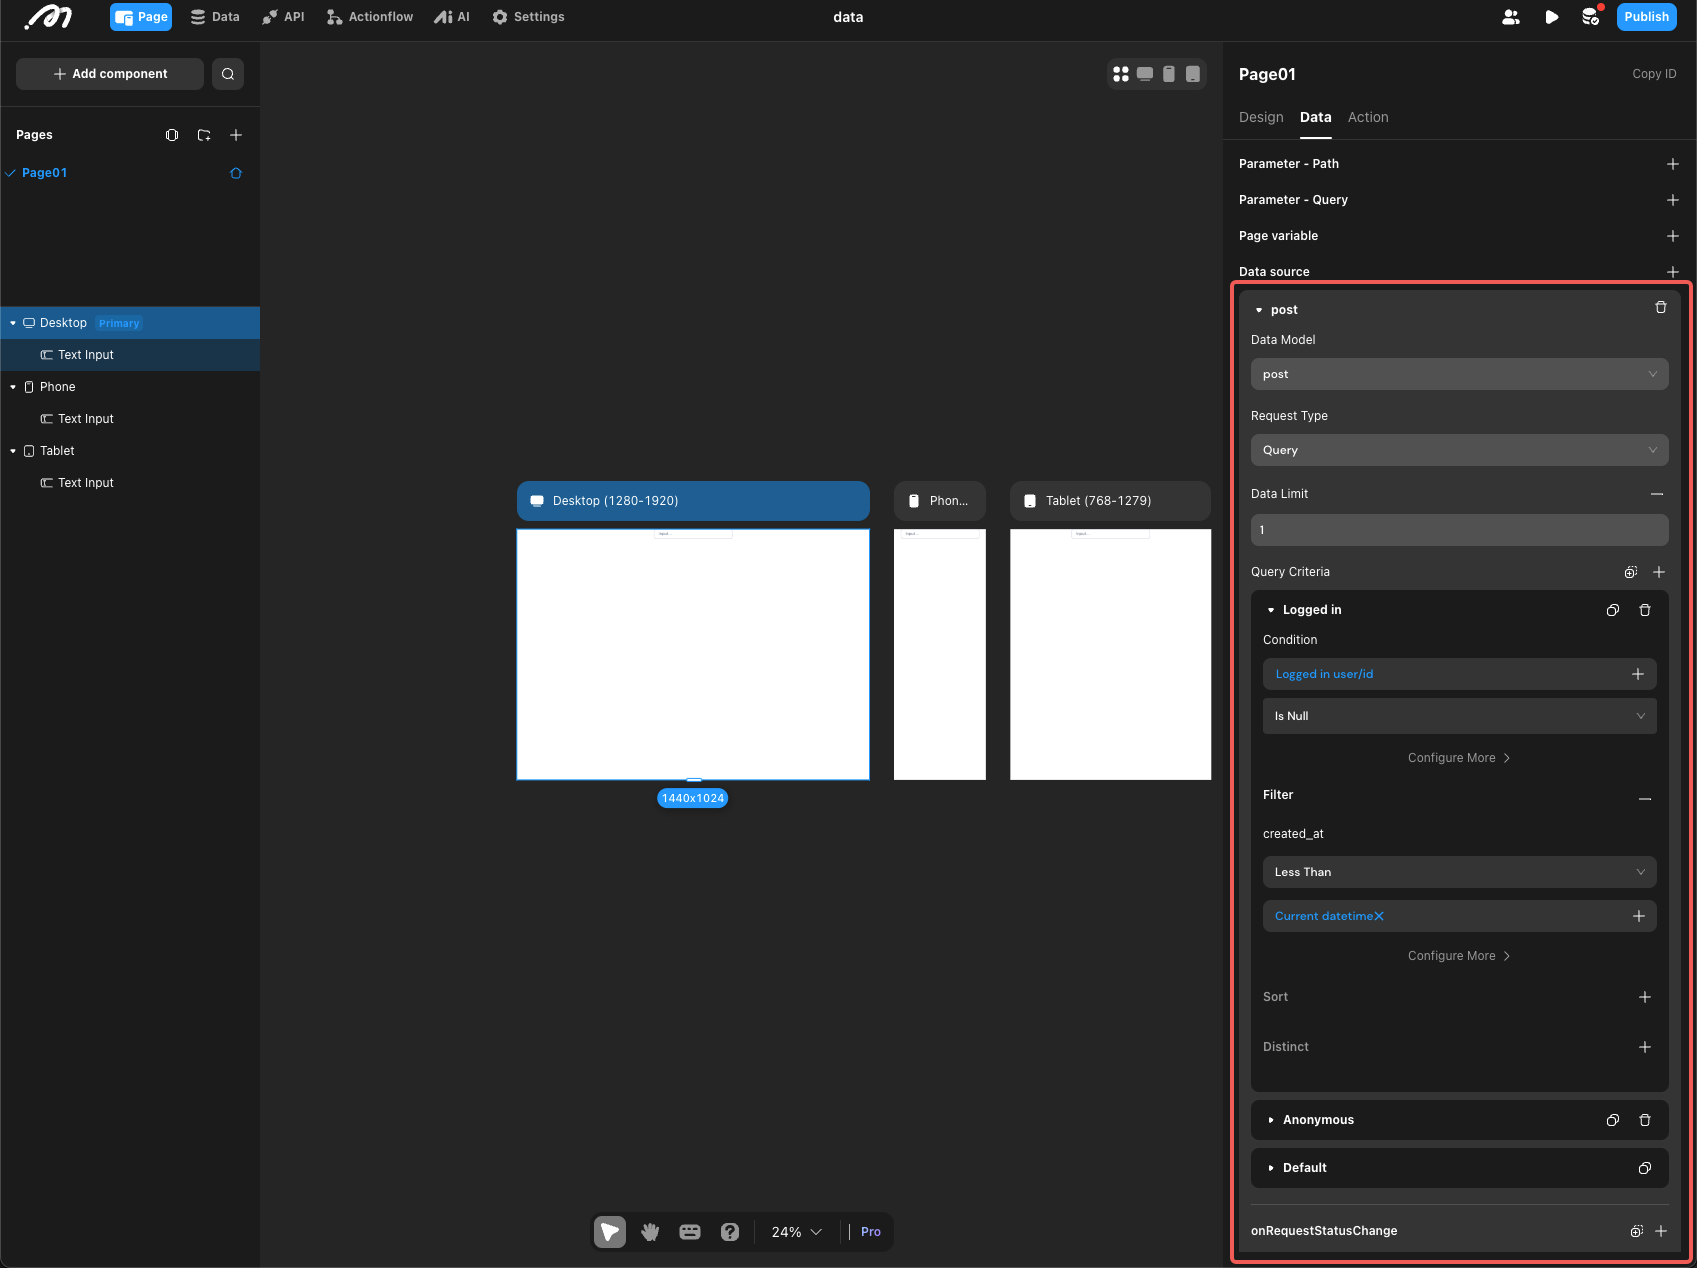 Page
Data
API
Actionflow
AI
Settings
data
Publish
Add component
Pages
Page01
Desktop Primary
Text Input
Phone
Text Input
Tablet
Text Input
Desktop (1280-1920)
Phon...
Tablet (768-1279)
Input...
Input...
Input...
1440x1024
24%
Pro
Page01
Copy ID
Design Data Action
Parameter - Path
Parameter - Query
Page variable
Data source
post
Data Model
post
Request Type
Query
Data Limit
1
Query Criteria
Logged in
Condition
Logged in user/id
Is Null
Configure More
Filter
created_at
Less Than
Current datetime
Configure More
Sort
Distinct
Anonymous
Default
onRequestStatusChange